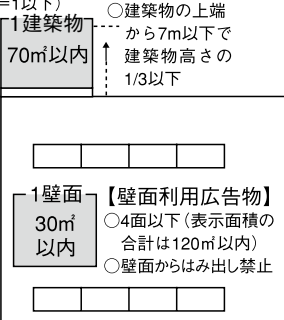 =1以下)
1建築物
70㎡以内
○建築物の上端
から7m以下で
建築物高さの
1/3以下
1壁面
30㎡
以内
【壁面利用広告物】
○4面以下(表示面積の
合計は120㎡以内)
○壁面からはみ出し禁止